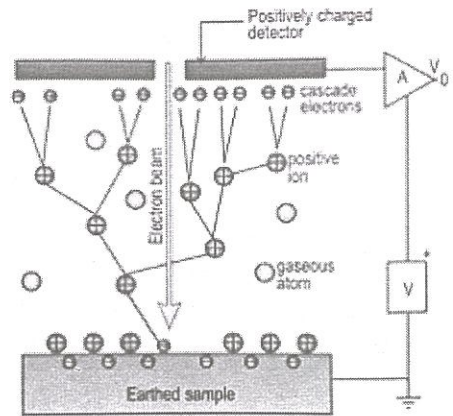 Positively charged
detector
A
V
0
cascade
electrons
positive
ion
Electron beam
gaseous
atom
+
V
Earthed sample